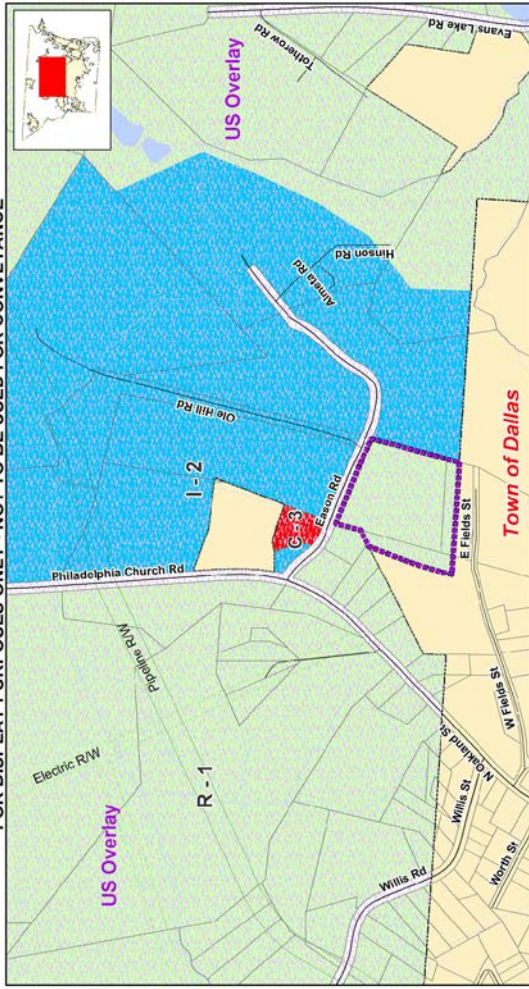 FOR DISPLAY PURPOSES ONLY - NOT TO BE USED FOR CONVEYANCE
US Overlay
Electric R/W
Pipeline R/W
R - 1
Philadelphia Church Rd
I - 2
C - 3
Ole Hill Rd
Eason Rd
Aimeta Rd
Hinson Rd
US Overlay
Totherow Rd
Evans Lake Rd
Willis Rd
Willis St
Worth St
N Oakland St
W Fields St
E Fields St
Town of Dallas